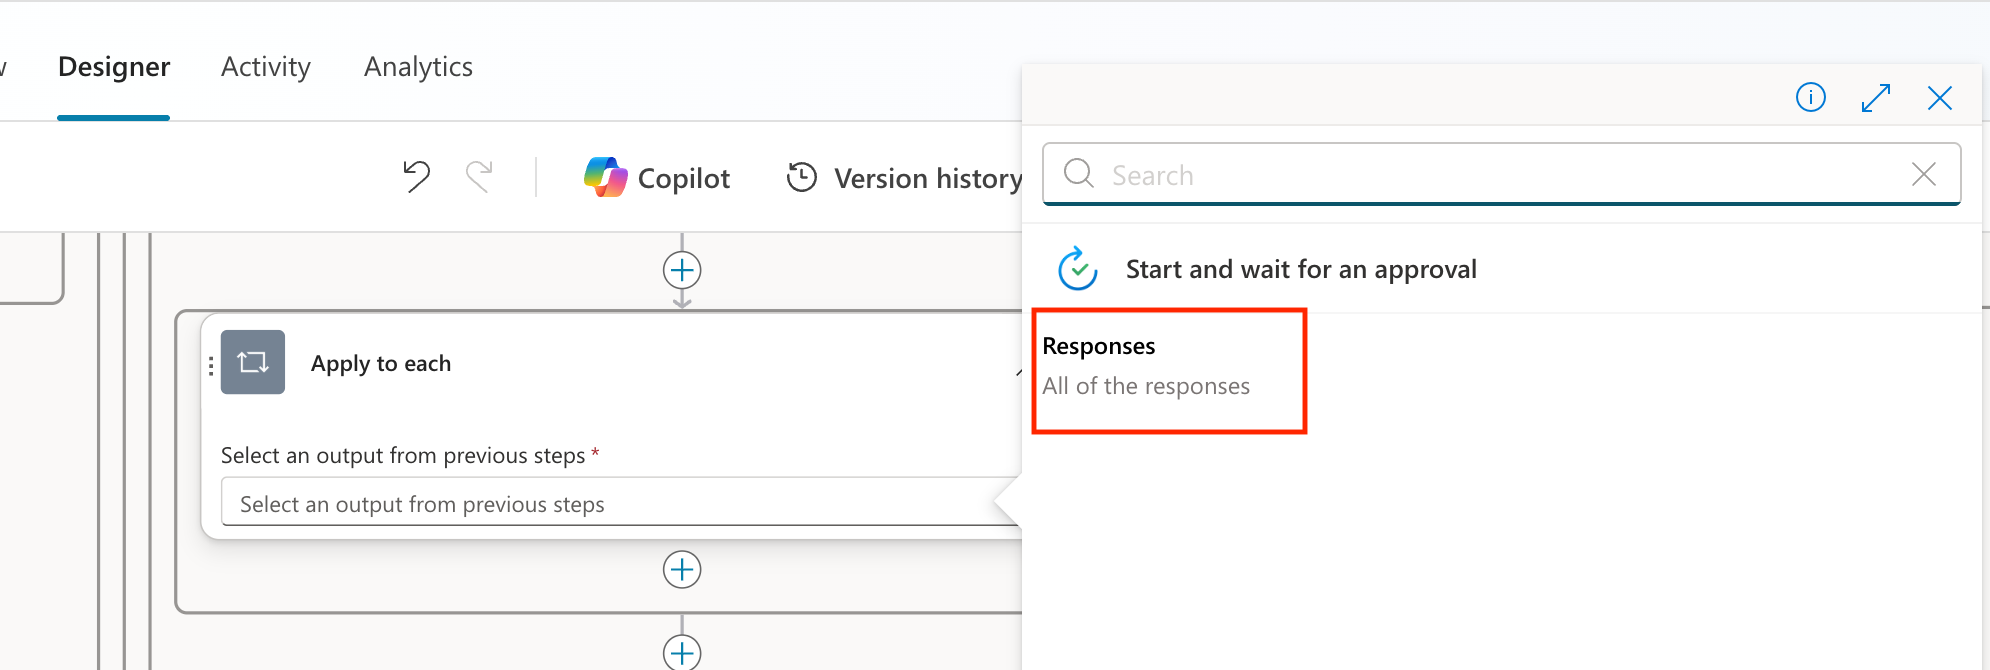 Designer
Activity
Analytics
Copilot
Version history
Search
Start and wait for an approval
Responses
All of the responses
Apply to each
Select an output from previous steps *
Select an output from previous steps